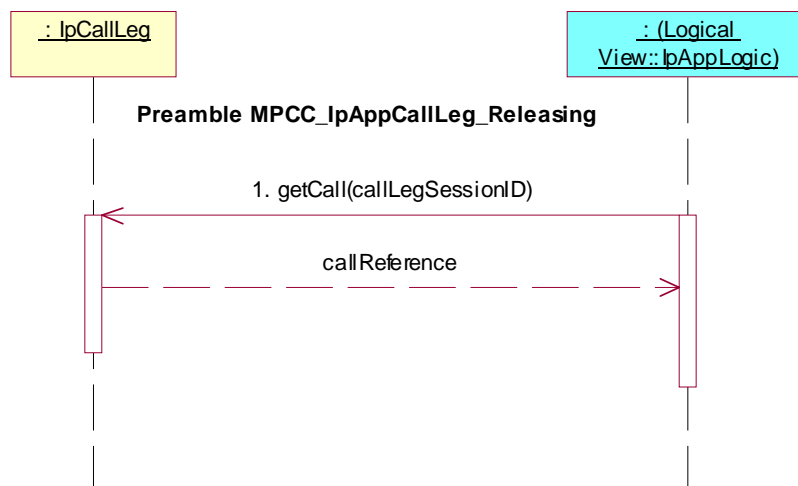 : IpCallLeg
: (Logical
View::IpAppLogic)
Preamble MPCC_IpAppCallLeg_Releasing
1. getCall(callLegSessionID)
callReference